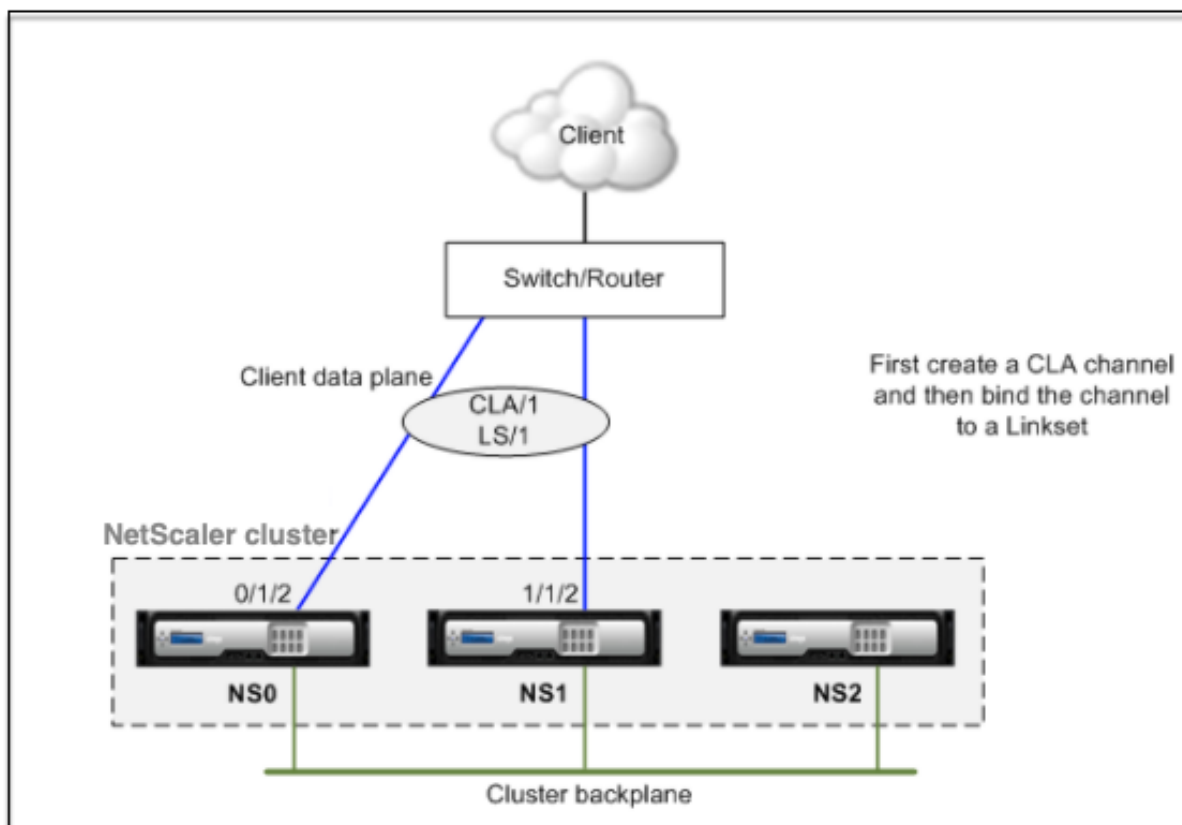 Client
Switch/Router
Client data plane
CLA/1
LS/1
First create a CLA channel
and then bind the channel
to a Linkset
NetScaler cluster
0/1/2
1/1/2
NS0
NS1
NS2
Cluster backplane